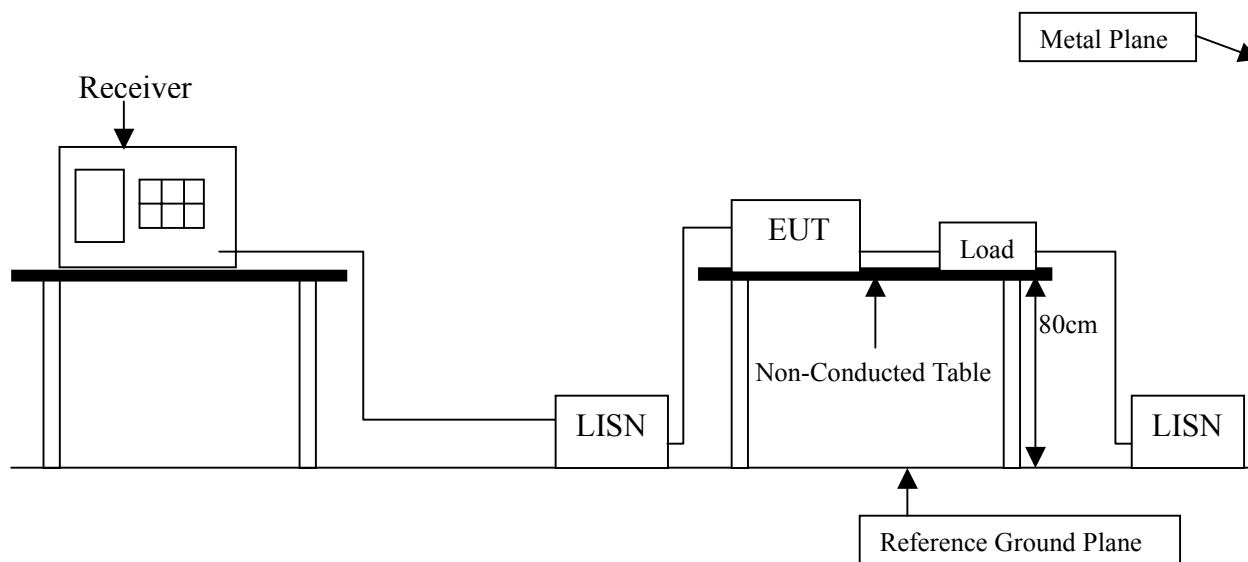 Metal Plane
Receiver
EUT
Load
80cm
Non-Conducted Table
LISN
LISN
Reference Ground Plane